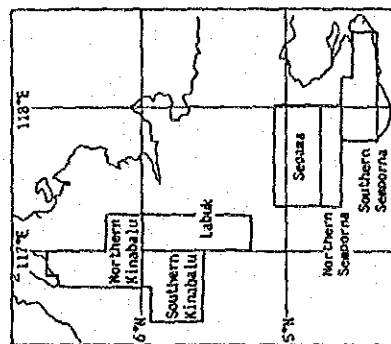 118°E
117°E
6°N
5°N
Northern
Kinabalu
Labuk
Southern
Kinabalu
Segama
Northern
Semporna
Southern
Semporna